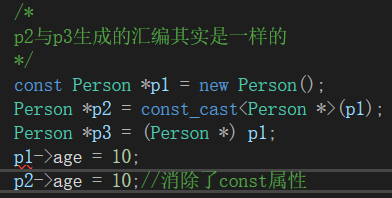 /*
p2与p3生成的汇编其实是一样的
*/
const Person *p1 = new Person();
Person *p2 = const_cast<Person *>(p1);
Person *p3 = (Person *) p1;
p1->age = 10;
p2->age = 10;//消除了const属性